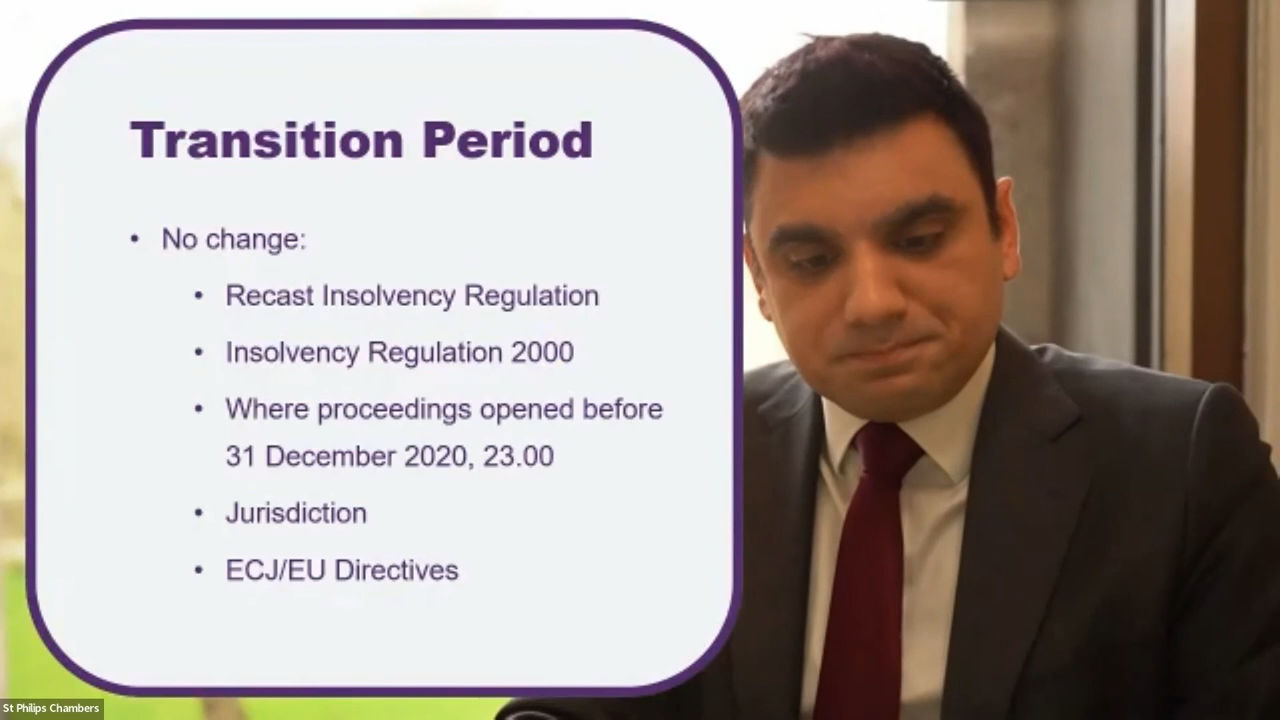 Transition Period
• No change:
• Recast Insolvency Regulation
• Insolvency Regulation 2000
• Where proceedings opened before
31 December 2020, 23.00
• Jurisdiction
• ECJ/EU Directives
St Philips Chambers